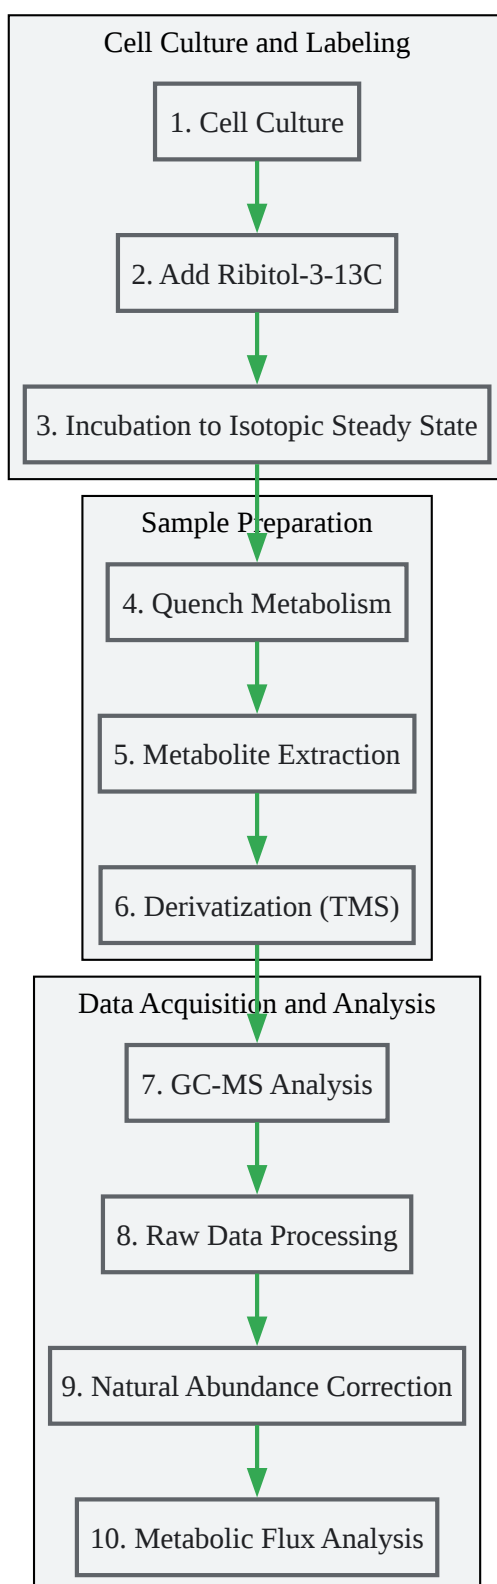 Cell Culture and Labeling
1. Cell Culture
2. Add Ribitol-3-13C
3. Incubation to Isotopic Steady State
Sample Preparation
4. Quench Metabolism
5. Metabolite Extraction
6. Derivatization (TMS)
Data Acquisition and Analysis
7. GC-MS Analysis
8. Raw Data Processing
9. Natural Abundance Correction
10. Metabolic Flux Analysis